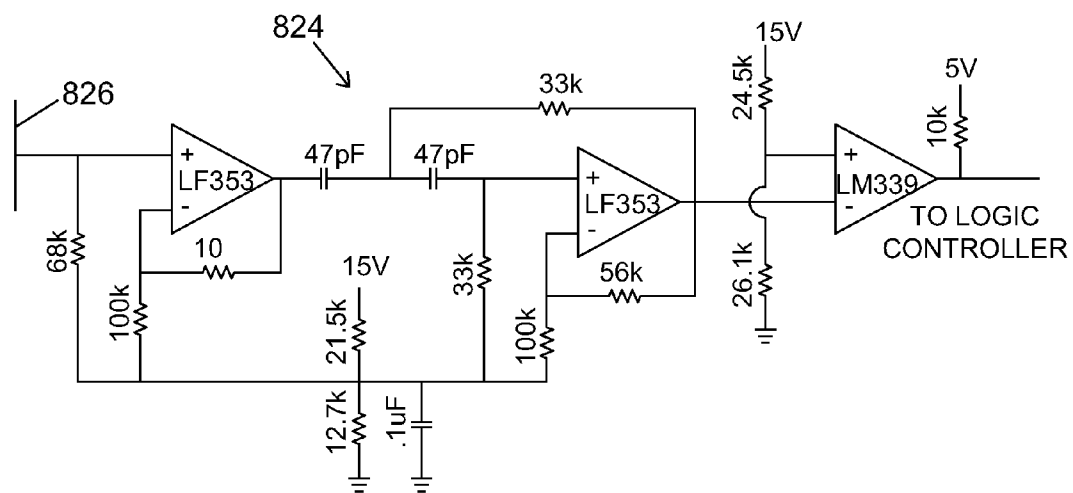 824
826
15V
5V
33k
24.5k
10k
47pF
47pF
+
LF353
-
+
LF353
-
+
LM339
-
TO LOGIC
CONTROLLER
68k
10
100k
15V
33k
56k
26.1k
21.5k
100k
12.7k
.1uF